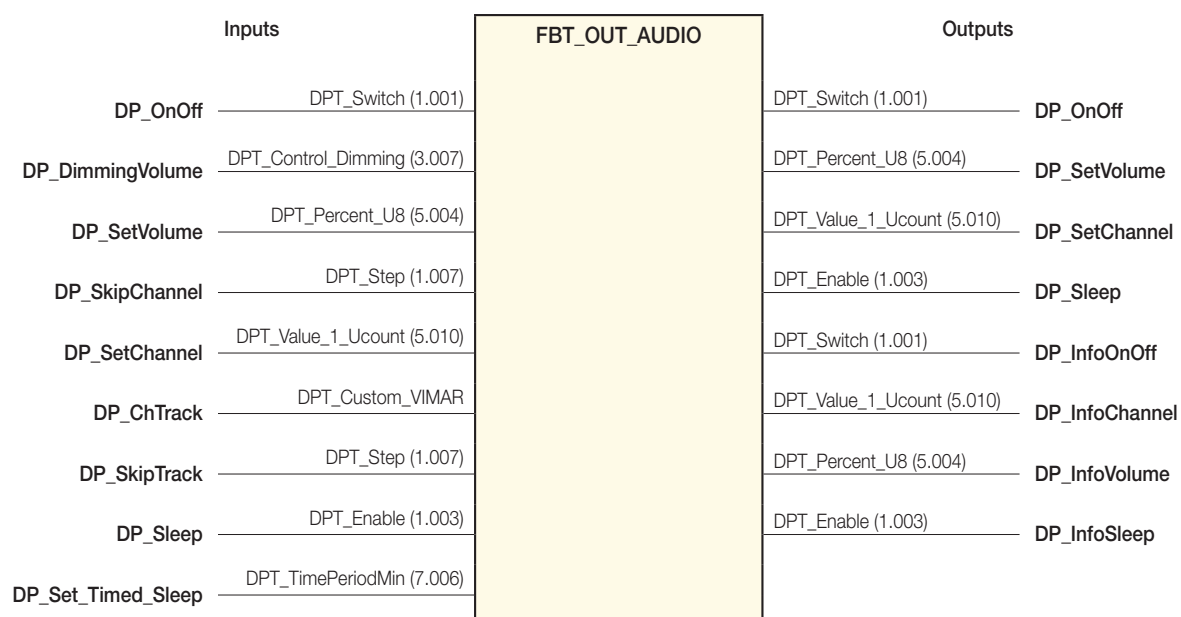 Inputs
FBT_OUT_AUDIO
Outputs
DP_OnOff DPT_Switch (1.001)
DPT_Switch (1.001) DP_OnOff
DP_DimmingVolume DPT_Control_Dimming (3.007)
DPT_Percent_U8 (5.004) DP_SetVolume
DP_SetVolume DPT_Percent_U8 (5.004)
DPT_Value_1_Ucount (5.010) DP_SetChannel
DP_SkipChannel DPT_Step (1.007)
DPT_Enable (1.003) DP_Sleep
DP_SetChannel DPT_Value_1_Ucount (5.010)
DPT_Switch (1.001) DP_InfoOnOff
DP_ChTrack DPT_Custom_VIMAR
DPT_Value_1_Ucount (5.010) DP_InfoChannel
DP_SkipTrack DPT_Step (1.007)
DPT_Percent_U8 (5.004) DP_InfoVolume
DP_Sleep DPT_Enable (1.003)
DPT_Enable (1.003) DP_InfoSleep
DP_Set_Timed_Sleep DPT_TimePeriodMin (7.006)